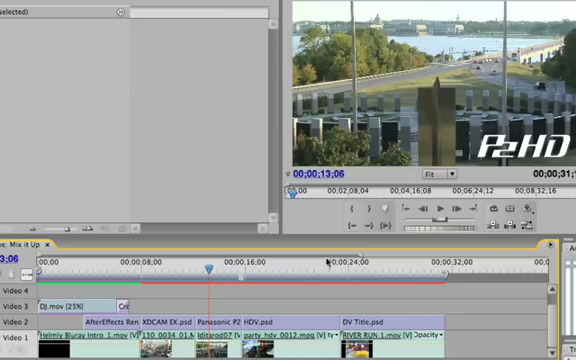 selected)
P2HD
00;00;13;06
Fit
00;00;31;1
00;00
00;02;08;04
00;04;16;08
00;06;24;12
00;08;32;16
e: Mix it Up ×
3;06
00;00
00;00;08;00
00;00;16;00
00;00;24;00
00;00;32;00
Video 4
Video 3
DJ.mov [25%]
Video 2
AfterEffects Ren
XDCAM EX.psd
Panasonic P2
HDV.psd
DV Title.psd
Video 1
Helmly Bluray Intro_1.mov [V]
party_hdv_0012.mpg [V]
RIVER RUN 1.mov [V]
Opacity